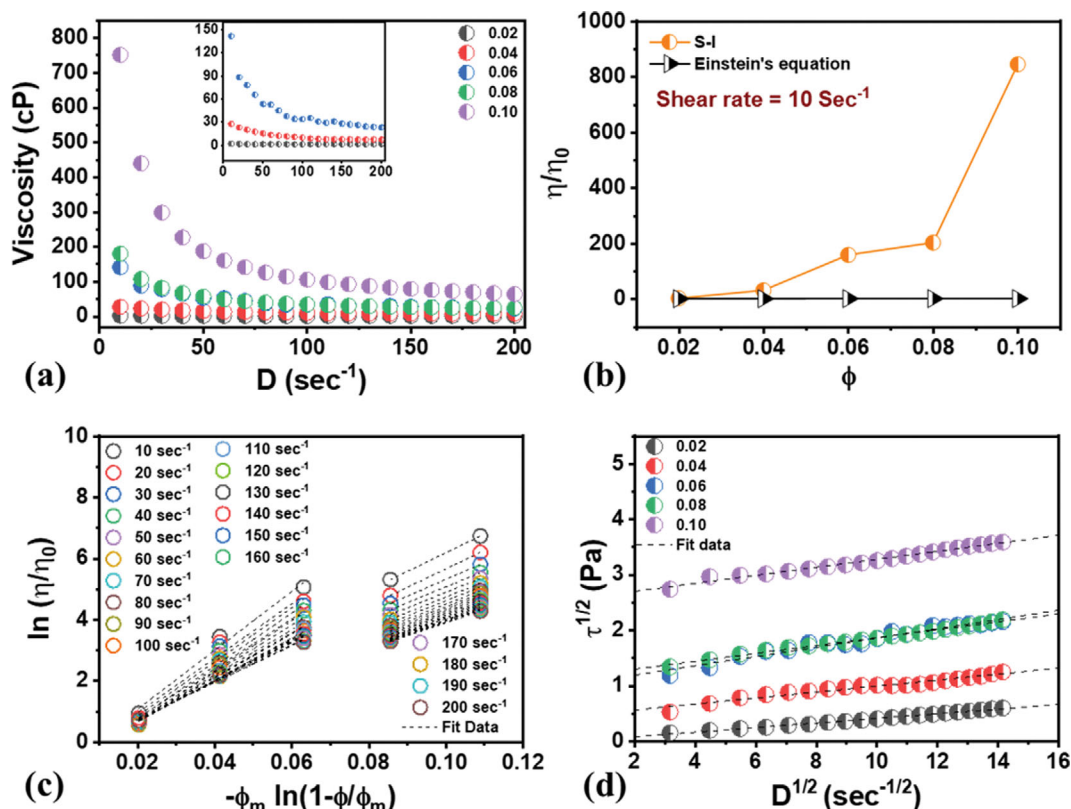 800
700
600
500
400
300
200
100
0
Viscosity (cP)
150
120
90
60
30
0
0 50 100 150 200
0.02
0.04
0.06
0.08
0.10
0 50 100 150 200
D (sec⁻¹)
(a)
1000
800
600
400
200
0
η/η₀
S-I
Einstein's equation
Shear rate = 10 Sec⁻¹
0.02 0.04 0.06 0.08 0.10
ϕ
(b)
10
8
6
4
2
0
ln (η/η₀)
10 sec⁻¹
20 sec⁻¹
30 sec⁻¹
40 sec⁻¹
50 sec⁻¹
60 sec⁻¹
70 sec⁻¹
80 sec⁻¹
90 sec⁻¹
100 sec⁻¹
110 sec⁻¹
120 sec⁻¹
130 sec⁻¹
140 sec⁻¹
150 sec⁻¹
160 sec⁻¹
170 sec⁻¹
180 sec⁻¹
190 sec⁻¹
200 sec⁻¹
Fit Data
0.00 0.02 0.04 0.06 0.08 0.10 0.12
-ϕₘ ln(1-ϕ/ϕₘ)
(c)
5
4
3
2
1
0
τ¹/² (Pa)
0.02
0.04
0.06
0.08
0.10
Fit data
2 4 6 8 10 12 14 16
D¹/² (sec⁻¹/²)
(d)